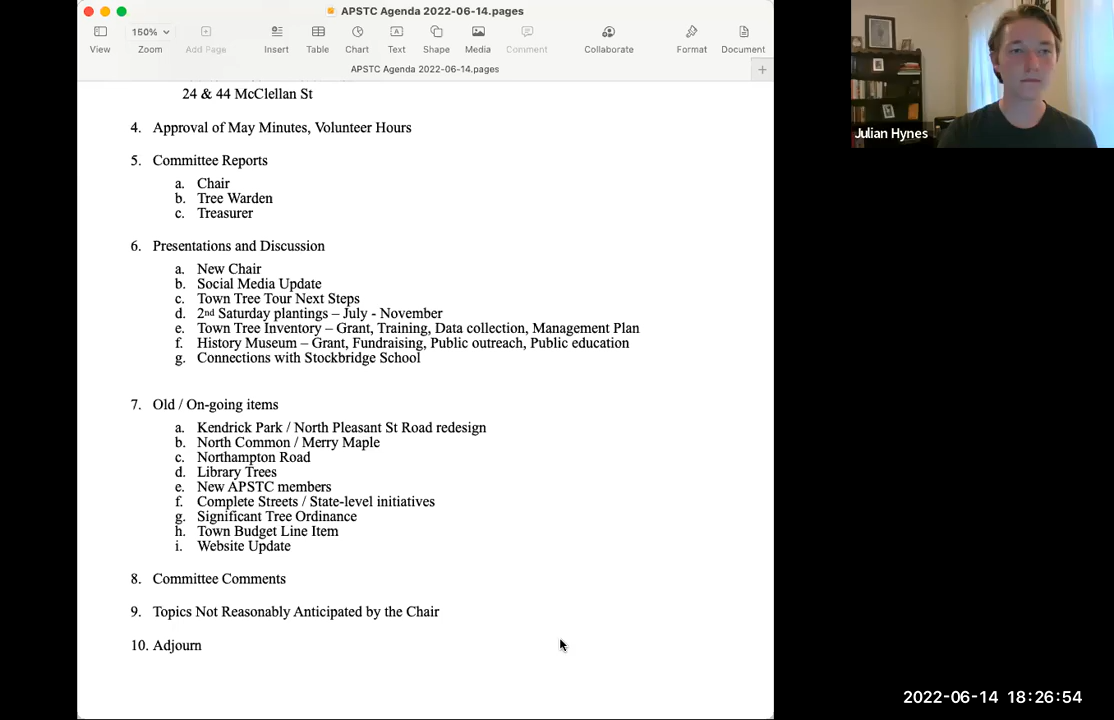 APSTC Agenda 2022-06-14.pages
150%
View
Zoom
Add Page
Insert
Table
Chart
Text
Shape
Media
Comment
Collaborate
Format
Document
APSTC Agenda 2022-06-14.pages
24 & 44 McClellan St
4. Approval of May Minutes, Volunteer Hours
5. Committee Reports
a. Chair
b. Tree Warden
c. Treasurer
6. Presentations and Discussion
a. New Chair
b. Social Media Update
c. Town Tree Tour Next Steps
d. 2nd Saturday plantings – July - November
e. Town Tree Inventory – Grant, Training, Data collection, Management Plan
f. History Museum – Grant, Fundraising, Public outreach, Public education
g. Connections with Stockbridge School
7. Old / On-going items
a. Kendrick Park / North Pleasant St Road redesign
b. North Common / Merry Maple
c. Northampton Road
d. Library Trees
e. New APSTC members
f. Complete Streets / State-level initiatives
g. Significant Tree Ordinance
h. Town Budget Line Item
i. Website Update
8. Committee Comments
9. Topics Not Reasonably Anticipated by the Chair
10. Adjourn
Julian Hynes
2022-06-14 18:26:54